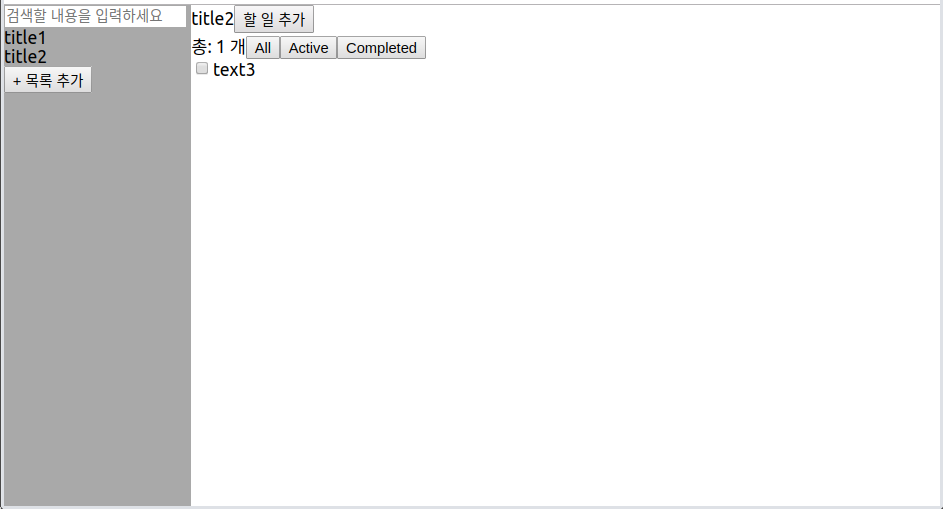 검색할 내용을 입력하세요
title1
title2
+ 목록 추가
title2 할 일 추가
총: 1 개 All Active Completed
text3